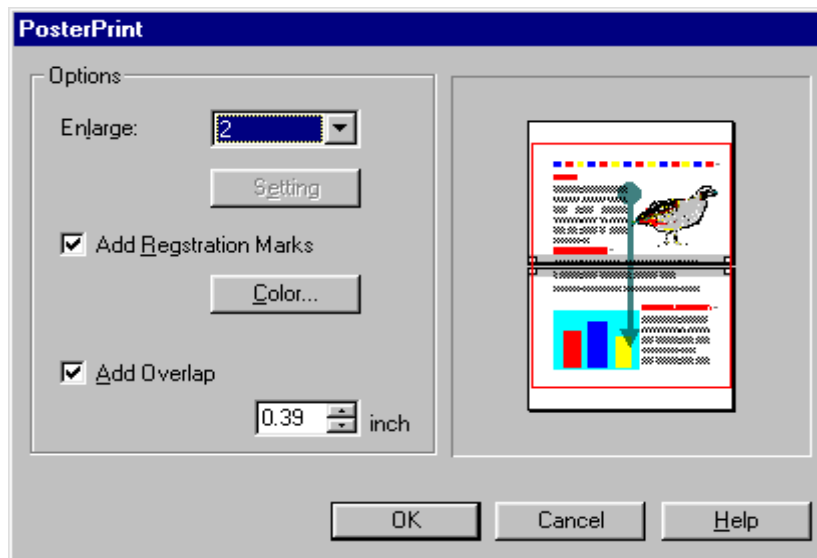 PosterPrint
Options
Enlarge: 2
Setting
Add Regstration Marks
Color...
Add Overlap
0.39 inch
OK Cancel Help